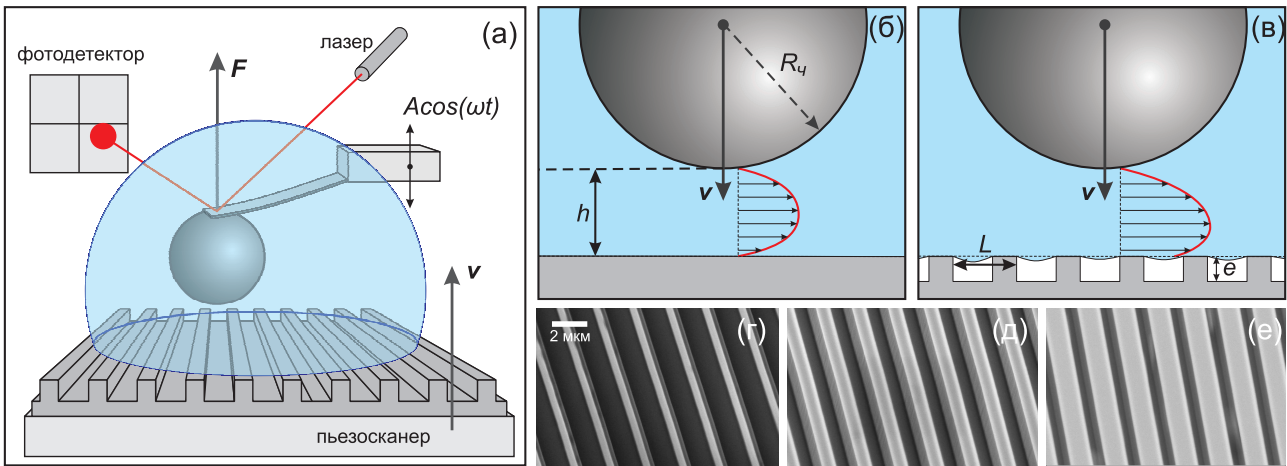 (а)
лазер
фотодетектор
F
Acos(ωt)
v
пьезосканер
(б)
Rч
v
h
(в)
v
L
e
2 мкм
(г)
(д)
(е)